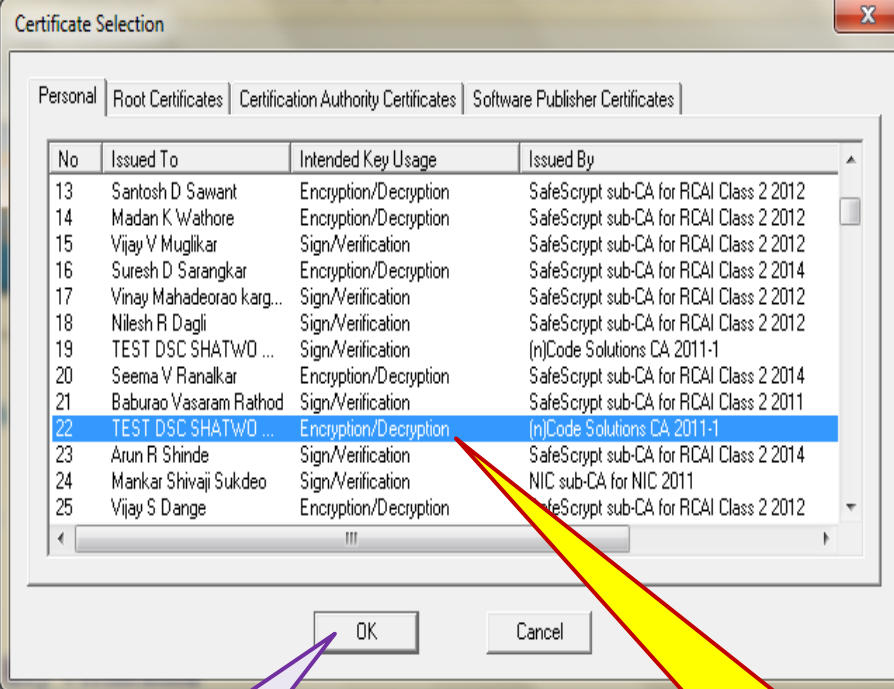 Certificate Selection
x
Personal Root Certificates Certification Authority Certificates Software Publisher Certificates
No Issued To Intended Key Usage Issued By
13 Santosh D Sawant Encryption/Decryption SafeScrypt sub-CA for RCAI Class 2 2012
14 Madan K Wathore Encryption/Decryption SafeScrypt sub-CA for RCAI Class 2 2012
15 Vijay V Muglikar Sign/Verification SafeScrypt sub-CA for RCAI Class 2 2012
16 Suresh D Sarangkar Encryption/Decryption SafeScrypt sub-CA for RCAI Class 2 2014
17 Vinay Mahadeorao karg... Sign/Verification SafeScrypt sub-CA for RCAI Class 2 2012
18 Nilesh R Dagli Sign/Verification SafeScrypt sub-CA for RCAI Class 2 2012
19 TEST DSC SHATWO ... Sign/Verification (n)Code Solutions CA 2011-1
20 Seema V Ranalkar Encryption/Decryption SafeScrypt sub-CA for RCAI Class 2 2014
21 Baburao Vasaram Rathod Sign/Verification SafeScrypt sub-CA for RCAI Class 2 2011
22 TEST DSC SHATWO ... Encryption/Decryption (n)Code Solutions CA 2011-1
23 Arun R Shinde Sign/Verification SafeScrypt sub-CA for RCAI Class 2 2014
24 Mankar Shivaji Sukdeo Sign/Verification NIC sub-CA for NIC 2011
25 Vijay S Dange Encryption/Decryption SafeScrypt sub-CA for RCAI Class 2 2012
OK Cancel